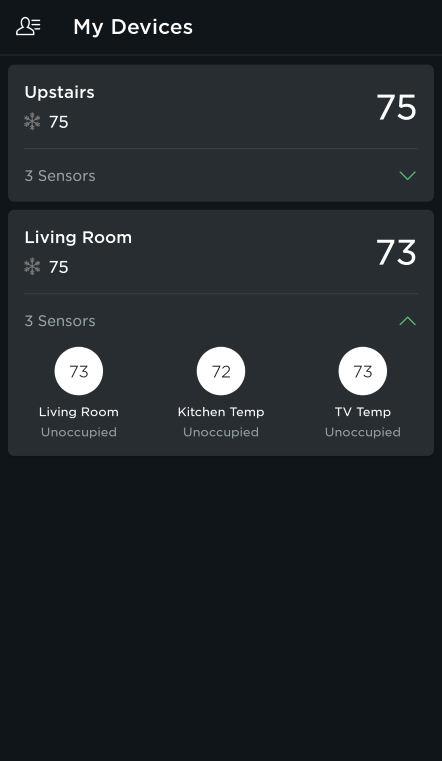 My Devices
Upstairs
75
75
3 Sensors
Living Room
75
73
3 Sensors
73 72 73
Living Room Kitchen Temp TV Temp
Unoccupied Unoccupied Unoccupied